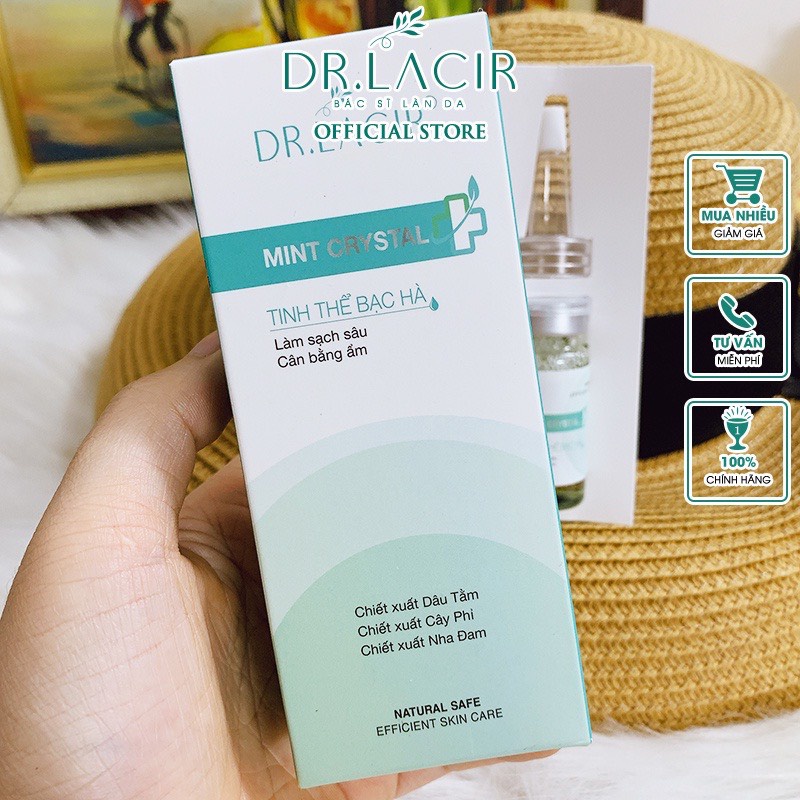 DR.LACIR
BÁC SĨ LÀN DA
OFFICIAL STORE
DR.LACIR
MINT CRYSTAL
TINH THỂ BẠC HÀ
Làm sạch sâu
Cân bằng ẩm
Chiết xuất Dâu Tằm
Chiết xuất Cây Phỉ
Chiết xuất Nha Đam
NATURAL SAFE
EFFICIENT SKIN CARE
MUA NHIỀU
GIẢM GIÁ
TƯ VẤN
MIỄN PHÍ
1
100%
CHÍNH HÃNG